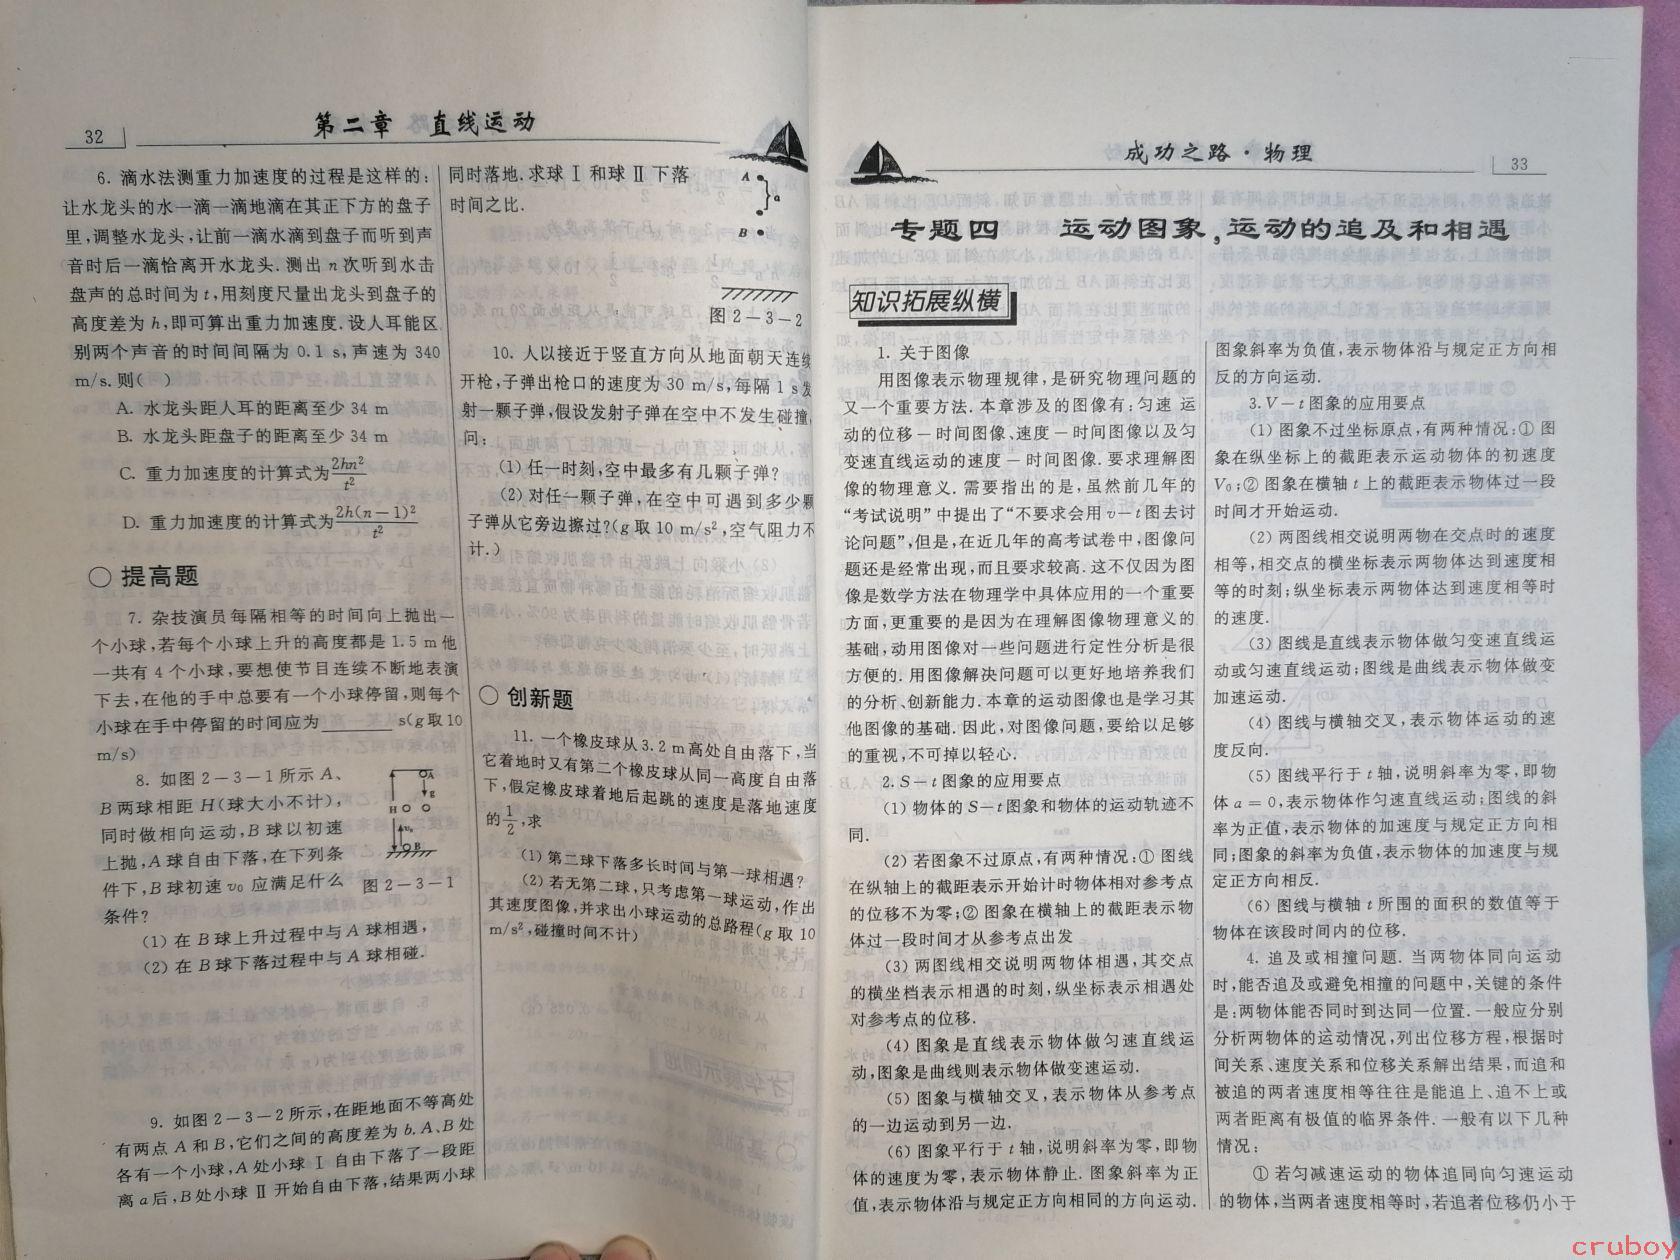 32
第二章 直线运动
6. 滴水法测重力加速度的过程是这样的:
让水龙头的水一滴一滴地滴在其正下方的盘子
里,调整水龙头,让前一滴水滴到盘子而听到声
音时后一滴恰离开水龙头. 测出 n 次听到水击
盘声的总时间为 t,用刻度尺量出龙头到盘子的
高度差为 h,即可算出重力加速度. 设人耳能区
别两个声音的时间间隔为 0.1 s,声速为 340
m/s. 则( )
A. 水龙头距人耳的距离至少 34 m
B. 水龙头距盘子的距离至少 34 m
C. 重力加速度的计算式为2hn²/t²
D. 重力加速度的计算式为2h(n−1)²/t²
○ 提高题
7. 杂技演员每隔相等的时间向上抛出一
个小球,若每个小球上升的高度都是 1.5 m 他
一共有 4 个小球,要想使节目连续不断地表演
下去,在他的手中总要有一个小球停留,则每个
小球在手中停留的时间应为______s(g取10
m/s)
8. 如图 2－3－1所示 A、
B 两球相距 H(球大小不计),
同时做相向运动,B 球以初速
上抛,A 球自由下落,在下列条
件下,B 球初速 v₀ 应满足什么
条件?
A
g
H
v₀
B
图 2－3－1
(1) 在 B 球上升过程中与 A 球相遇,
(2) 在 B 球下落过程中与 A 球相碰.
9. 如图 2－3－2 所示,在距地面不等高处
有两点 A 和 B,它们之间的高度差为 b. A、B 处
各有一个小球,A 处小球 Ⅰ 自由下落了一段距
离 a 后,B处小球 Ⅱ 开始自由下落,结果两小球
同时落地. 求球 Ⅰ 和球 Ⅱ 下落
时间之比.
A
a
B
图 2－3－2
10. 人以接近于竖直方向从地面朝天连续
开枪,子弹出枪口的速度为 30 m/s,每隔 1 s发
射一颗子弹,假设发射子弹在空中不发生碰撞,
问:
(1) 任一时刻,空中最多有几颗子弹?
(2) 对任一颗子弹,在空中可遇到多少颗
子弹从它旁边擦过?(g 取 10 m/s²,空气阻力不
计.)
○ 创新题
11. 一个橡皮球从3.2 m高处自由落下,当
它着地时又有第二个橡皮球从同一高度自由落
下,假定橡皮球着地后起跳的速度是落地速度
的1/2,求
(1) 第二球下落多长时间与第一球相遇?
(2) 若无第二球,只考虑第一球运动,作出
其速度图像,并求出小球运动的总路程(g 取 10
m/s²,碰撞时间不计)
成功之路·物理
33
专题四 运动图象,运动的追及和相遇
知识拓展纵横
1. 关于图像
用图像表示物理规律,是研究物理问题的
又一个重要方法. 本章涉及的图像有:匀速 运
动的位移 － 时间图像、速度 － 时间图像以及匀
变速直线运动的速度 － 时间图像. 要求理解图
像的物理意义. 需要指出的是,虽然前几年的
“考试说明” 中提出了“不要求会用 v－t 图去讨
论问题”,但是,在近几年的高考试卷中,图像问
题还是经常出现,而且要求较高. 这不仅因为图
像是数学方法在物理学中具体应用的一个重要
方面,更重要的是因为在理解图像物理意义的
基础,动用图像对一些问题进行定性分析是很
方便的. 用图像解决问题可以更好地培养我们
的分析、创新能力. 本章的运动图像也是学习其
他图像的基础. 因此,对图像问题,要给以足够
的重视,不可掉以轻心.
2. S－t图象的应用要点
(1) 物体的 S－t图象和物体的运动轨迹不
同.
(2) 若图象不过原点,有两种情况:① 图线
在纵轴上的截距表示开始计时物体相对参考点
的位移不为零;② 图象在横轴上的截距表示物
体过一段时间才从参考点出发
(3) 两图线相交说明两物体相遇,其交点
的横坐档表示相遇的时刻,纵坐标表示相遇处
对参考点的位移.
(4) 图象是直线表示物体做匀速直线运
动,图象是曲线则表示物体做变速运动.
(5) 图象与横轴交叉,表示物体从参考点
的一边运动到另一边.
(6) 图象平行于 t 轴,说明斜率为零,即物
体的速度为零,表示物体静止. 图象斜率为正
值,表示物体沿与规定正方向相同的方向运动.
图象斜率为负值,表示物体沿与规定正方向相
反的方向运动.
3. V－t图象的应用要点
(1) 图象不过坐标原点,有两种情况:① 图
象在纵坐标上的截距表示运动物体的初速度
V₀;② 图象在横轴 t 上的截距表示物体过一段
时间才开始运动.
(2) 两图线相交说明两物在交点时的速度
相等,相交点的横坐标表示两物体达到速度相
等的时刻;纵坐标表示两物体达到速度相等时
的速度.
(3) 图线是直线表示物体做匀变速直线运
动或匀速直线运动;图线是曲线表示物体做变
加速运动.
(4) 图线与横轴交叉,表示物体运动的速
度反向.
(5) 图线平行于 t 轴,说明斜率为零,即物
体 a = 0,表示物体作匀速直线运动;图线的斜
率为正值,表示物体的加速度与规定正方向相
同;图象的斜率为负值,表示物体的加速度与规
定正方向相反.
(6) 图线与横轴 t 所围的面积的数值等于
物体在该段时间内的位移.
4. 追及或相撞问题. 当两物体同向运动
时,能否追及或避免相撞的问题中,关键的条件
是:两物体能否同时到达同一位置. 一般应分别
分析两物体的运动情况,列出位移方程,根据时
间关系、速度关系和位移关系解出结果,而追和
被追的两者速度相等往往是能追上、追不上或
两者距离有极值的临界条件. 一般有以下几种
情况:
① 若匀减速运动的物体追同向匀速运动
的物体,当两者速度相等时,若追者位移仍小于
cruboy